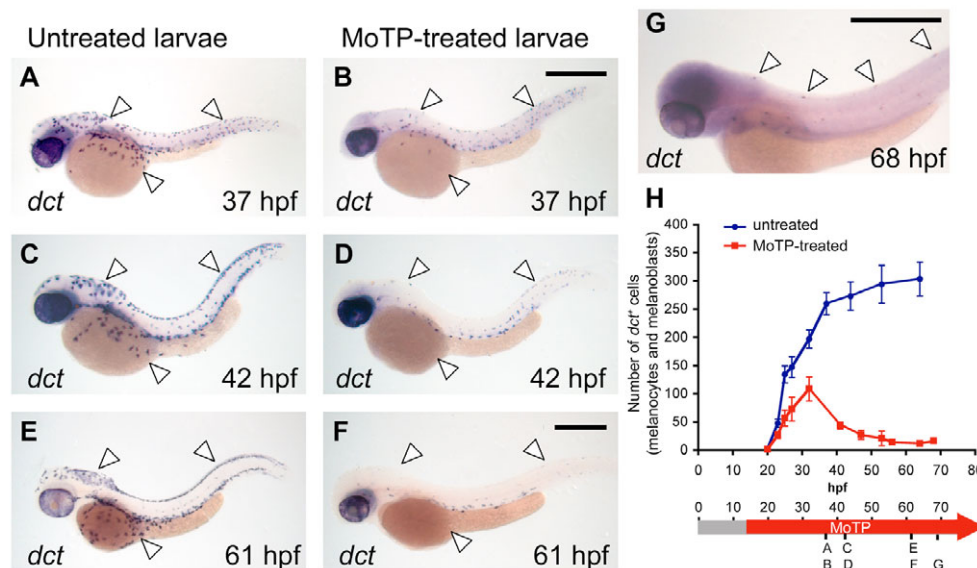 Untreated larvae
MoTP-treated larvae
A
dct
37 hpf
B
dct
37 hpf
C
dct
42 hpf
D
dct
42 hpf
E
dct
61 hpf
F
dct
61 hpf
G
dct
68 hpf
H
untreated
MoTP-treated
Number of dct+ cells
(melanocytes and melanoblasts)
400
350
300
250
200
150
100
50
0
0 10 20 30 40 50 60 70 80
hpf
0 10 20 30 40 50 60 70
MoTP
A C E
B D F G